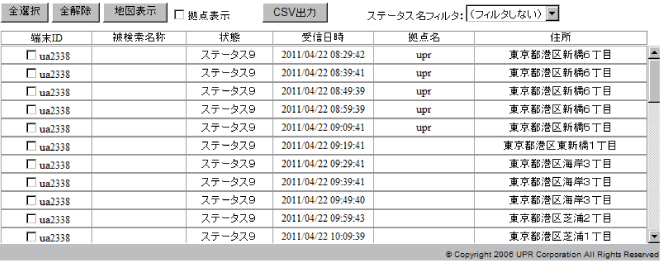 全選択 全解除 地図表示 拠点表示 CSV出力 ステータス名フィルタ: (フィルタしない)
端末ID 被検索名称 状態 受信日時 拠点名 住所
ua2338 ステータス9 2011/04/22 08:29:42 upr 東京都港区新橋6丁目
ua2338 ステータス9 2011/04/22 08:39:41 upr 東京都港区新橋6丁目
ua2338 ステータス9 2011/04/22 08:49:39 upr 東京都港区新橋6丁目
ua2338 ステータス9 2011/04/22 08:59:39 upr 東京都港区新橋6丁目
ua2338 ステータス9 2011/04/22 09:09:41 upr 東京都港区新橋6丁目
ua2338 ステータス9 2011/04/22 09:19:41 東京都港区東新橋1丁目
ua2338 ステータス9 2011/04/22 09:29:41 東京都港区海岸3丁目
ua2338 ステータス9 2011/04/22 09:39:41 東京都港区海岸3丁目
ua2338 ステータス9 2011/04/22 09:49:40 東京都港区海岸3丁目
ua2338 ステータス9 2011/04/22 09:59:43 東京都港区芝浦2丁目
ua2338 ステータス9 2011/04/22 10:09:39 東京都港区芝浦1丁目
© Copyright 2006 UPR Corporation All Rights Reserved